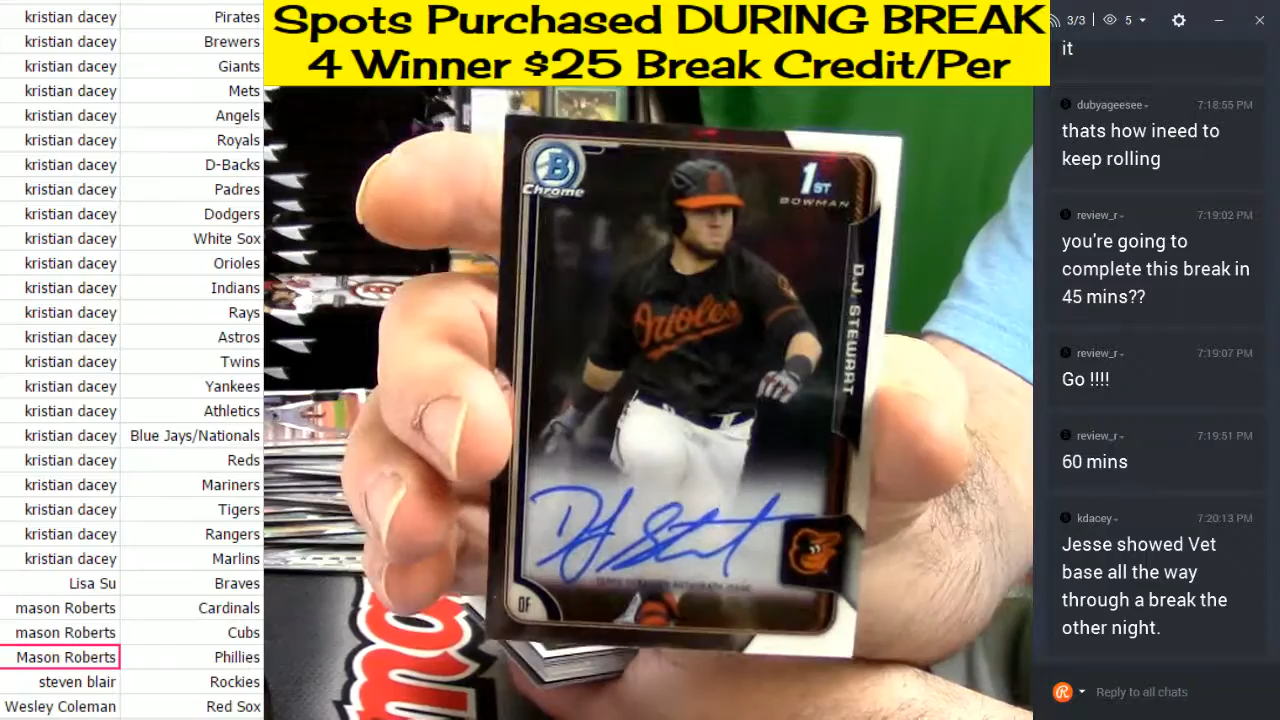 Spots Purchased DURING BREAK
4 Winner $25 Break Credit/Per
kristian dacey Pirates
kristian dacey Brewers
kristian dacey Giants
kristian dacey Mets
kristian dacey Angels
kristian dacey Royals
kristian dacey D-Backs
kristian dacey Padres
kristian dacey Dodgers
kristian dacey White Sox
kristian dacey Orioles
kristian dacey Indians
kristian dacey Rays
kristian dacey Astros
kristian dacey Twins
kristian dacey Yankees
kristian dacey Athletics
kristian dacey Blue Jays/Nationals
kristian dacey Reds
kristian dacey Mariners
kristian dacey Tigers
kristian dacey Rangers
kristian dacey Marlins
Lisa Su Braves
mason Roberts Cardinals
mason Roberts Cubs
Mason Roberts Phillies
steven blair Rockies
Wesley Coleman Red Sox
B
Chrome
1ST
BOWMAN
D.J. STEWART
Orioles
OF
3/3 | 5
it
dubyageesee 7:18:55 PM
thats how ineed to
keep rolling
review_r 7:19:02 PM
you're going to
complete this break in
45 mins??
review_r 7:19:07 PM
Go !!!!
review_r 7:19:51 PM
60 mins
kdacey 7:20:13 PM
Jesse showed Vet
base all the way
through a break the
other night.
Reply to all chats